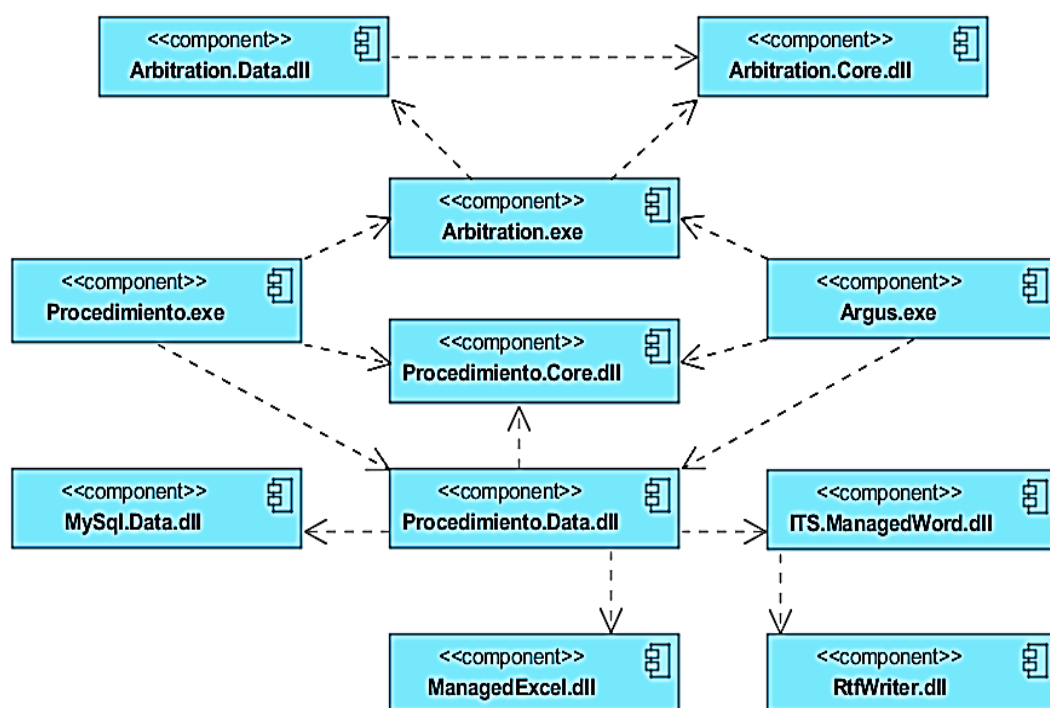 <<component>>
Arbitration.Data.dll
<<component>>
Arbitration.Core.dll
<<component>>
Arbitration.exe
<<component>>
Procedimiento.exe
<<component>>
Argus.exe
<<component>>
Procedimiento.Core.dll
<<component>>
MySql.Data.dll
<<component>>
Procedimiento.Data.dll
<<component>>
ITS.ManagedWord.dll
<<component>>
ManagedExcel.dll
<<component>>
RtfWriter.dll